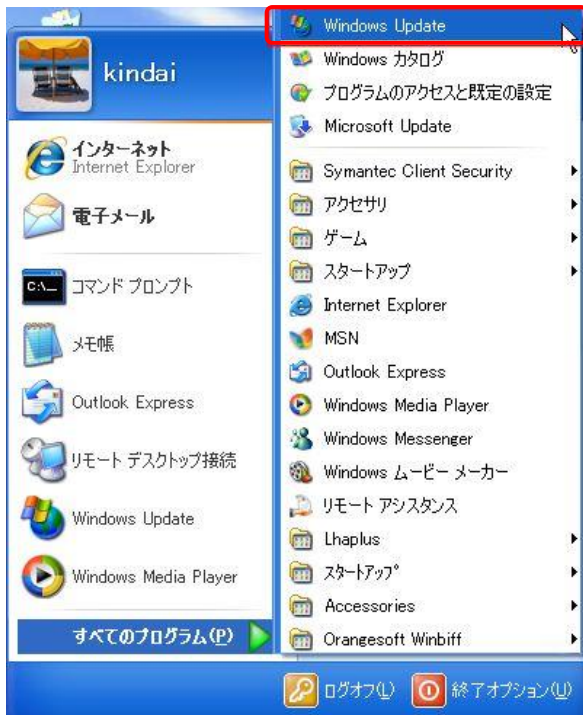 kindai
インターネット
Internet Explorer
電子メール
コマンド プロンプト
メモ帳
Outlook Express
リモート デスクトップ接続
Windows Update
Windows Media Player
すべてのプログラム(P)
Windows Update
Windows カタログ
プログラムのアクセスと既定の設定
Microsoft Update
Symantec Client Security
アクセサリ
ゲーム
スタートアップ
Internet Explorer
MSN
Outlook Express
Windows Media Player
Windows Messenger
Windows ムービー メーカー
リモート アシスタンス
Lhaplus
スタートアップ
Accessories
Orangesoft Winbiff
ログオフ(L)
終了オプション(U)